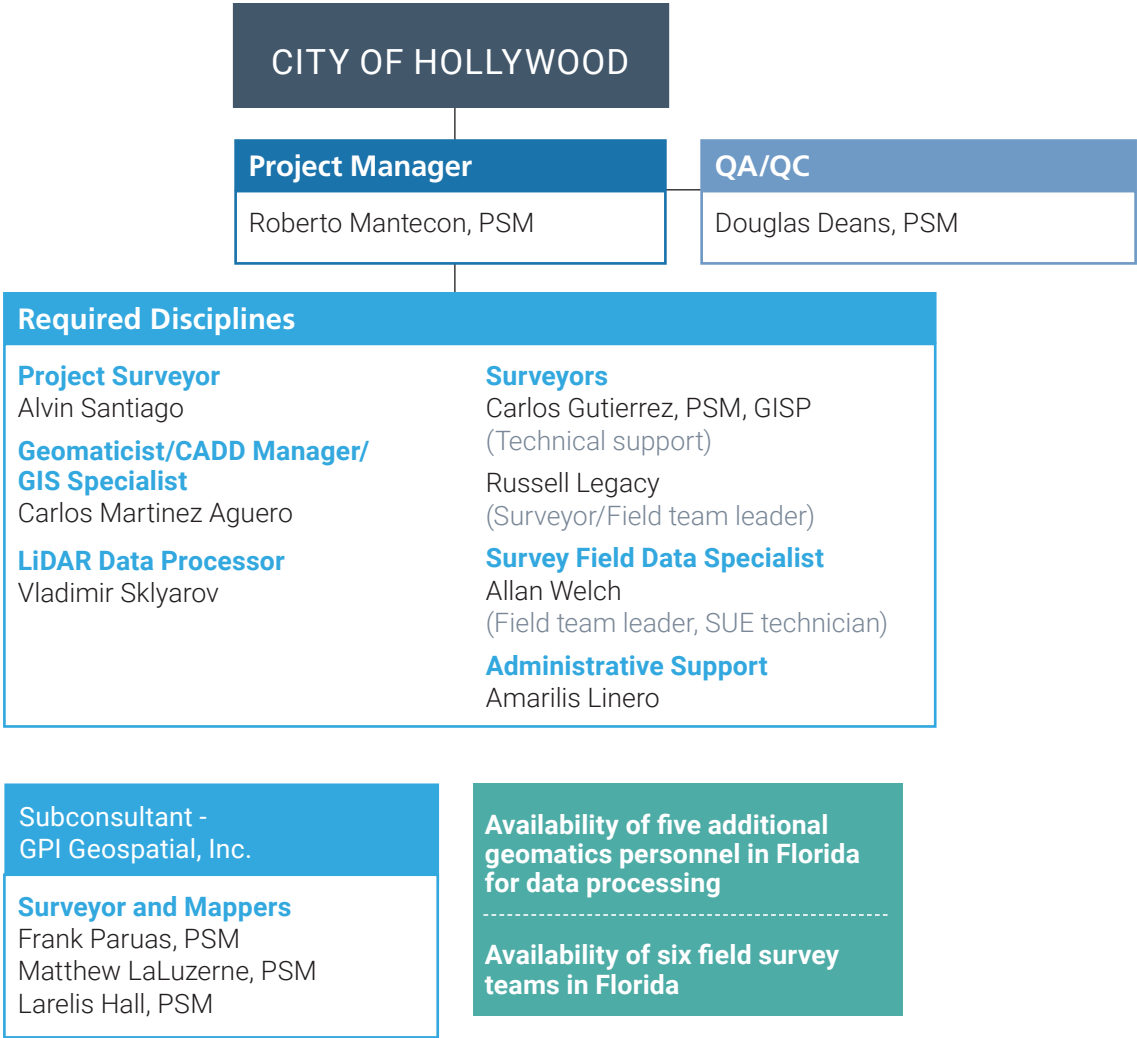 CITY OF HOLLYWOOD
Project Manager
Roberto Mantecon, PSM
QA/QC
Douglas Deans, PSM
Required Disciplines
Project Surveyor
Alvin Santiago
Geomaticist/CADD Manager/
GIS Specialist
Carlos Martinez Aguero
LiDAR Data Processor
Vladimir Sklyarov
Surveyors
Carlos Gutierrez, PSM, GISP
(Technical support)
Russell Legacy
(Surveyor/Field team leader)
Survey Field Data Specialist
Allan Welch
(Field team leader, SUE technician)
Administrative Support
Amarilis Linero
Subconsultant -
GPI Geospatial, Inc.
Surveyor and Mappers
Frank Paruas, PSM
Matthew LaLuzerne, PSM
Larelis Hall, PSM
Availability of five additional
geomatics personnel in Florida
for data processing
Availability of six field survey
teams in Florida